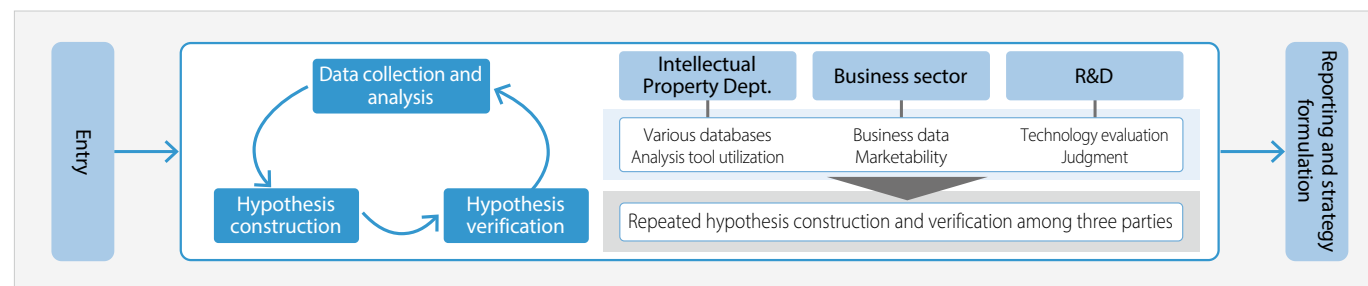 Entry
Data collection and
analysis
Hypothesis
construction
Hypothesis
verification
Intellectual
Property Dept.
Business sector
R&D
Various databases
Analysis tool utilization
Business data
Marketability
Technology evaluation
Judgment
Repeated hypothesis construction and verification among three parties
Reporting and strategy
formulation